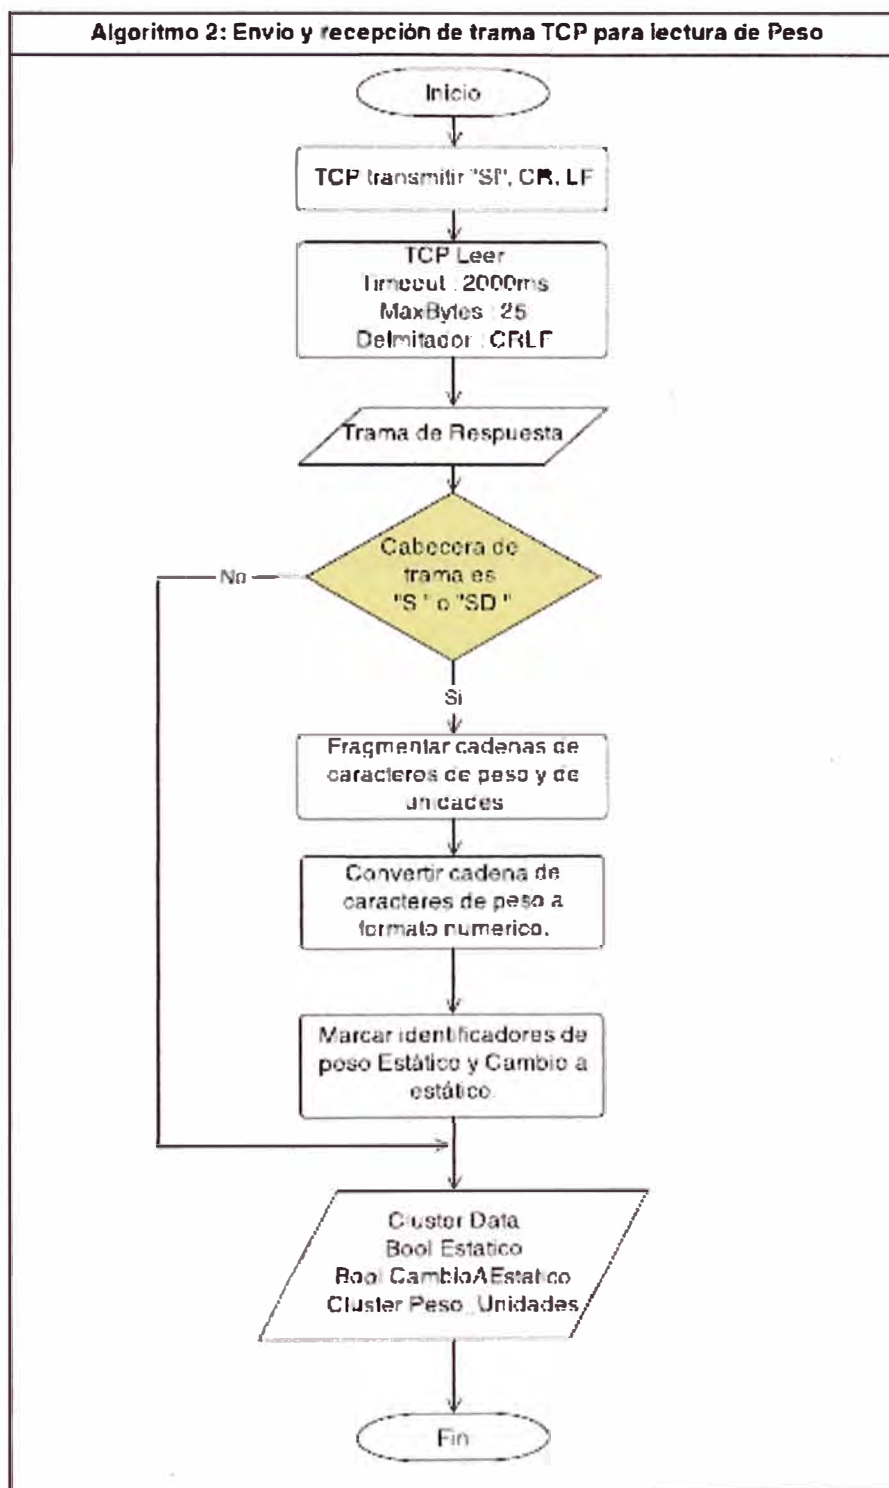 Algoritmo 2: Envio y recepción de trama TCP para lectura de Peso
Inicio
TCP transmitir "SI", CR, LF
TCP Leer
Timeout : 2000ms
MaxBytes : 25
Delmitador : CRLF
Trama de Respuesta
Cabecera de
trama es
"S " o "SD "
No
Si
Fragmentar cadenas de
caracteres de peso y de
unidades
Convertir cadena de
caracteres de peso a
formato numerico.
Marcar identificadores de
peso Estático y Cambio a
estático.
Cluster Data
Bool Estatico
Bool CambioAEstatico
Cluster Peso_Unidades
Fin